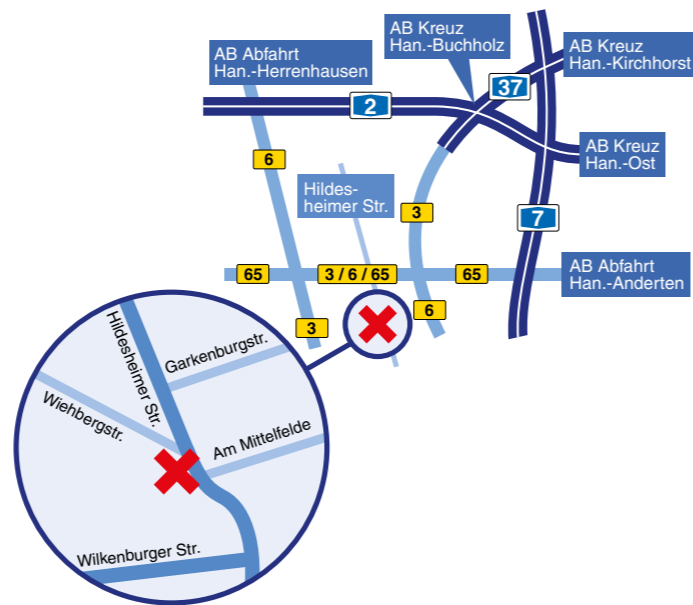 AB Abfahrt
Han.-Herrenhausen
AB Kreuz
Han.-Buchholz
AB Kreuz
Han.-Kirchhorst
37
2
AB Kreuz
Han.-Ost
6
Hildes-
heimer Str.
3
7
65
3 / 6 / 65
65
AB Abfahrt
Han.-Anderten
3
6
Hildesheimer Str.
Garkenburgstr.
Wiehbergstr.
Am Mittelfelde
Wilkenburger Str.